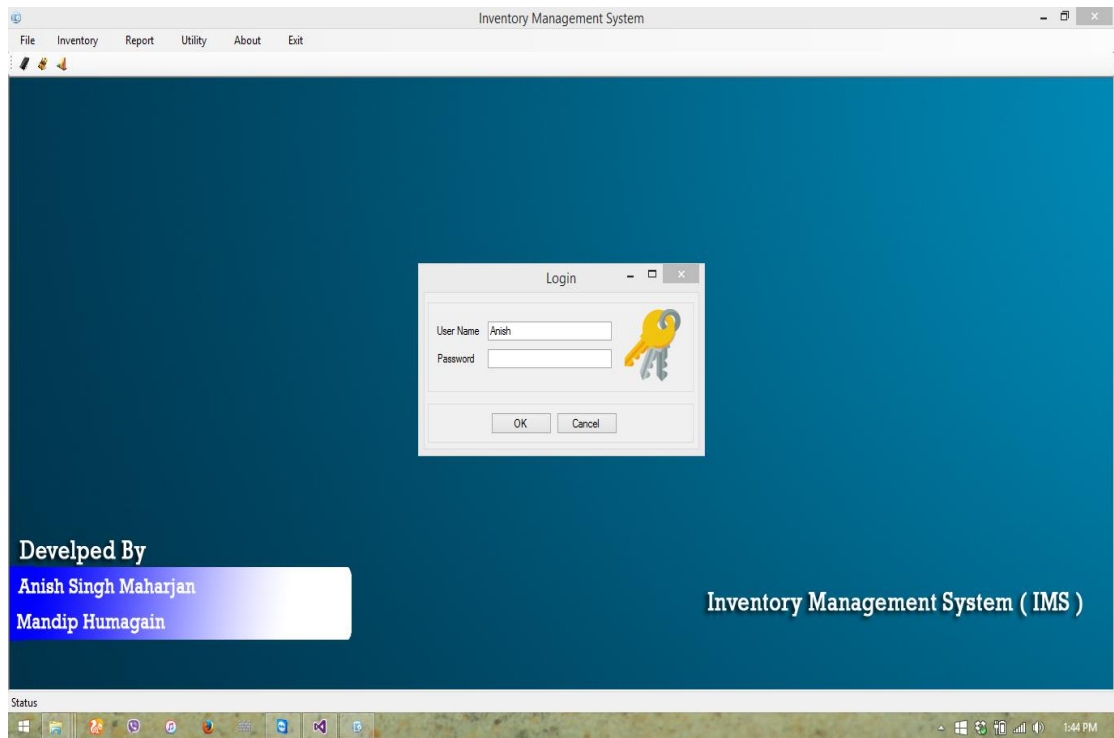 Inventory Management System
File Inventory Report Utility About Exit
Login
User Name Anish
Password
OK Cancel
Develped By
Anish Singh Maharjan
Mandip Humagain
Inventory Management System ( IMS )
Status
1:44 PM